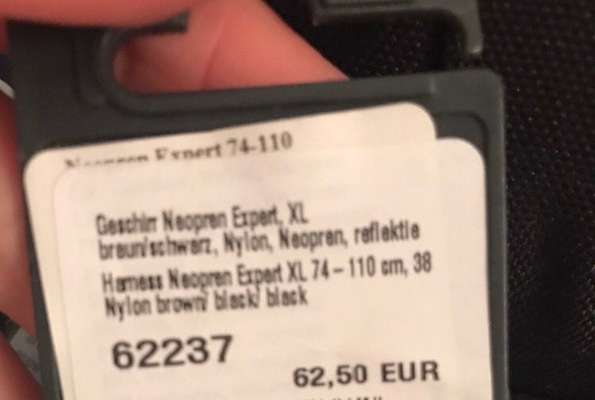 Neopren Expert 74-110
Geschirr Neopren Expert, XL
braun/schwarz, Nylon, Neopren, reflektie
Harness Neopren Expert XL 74 – 110 cm, 38
Nylon brown/ black/ black
62237
62,50 EUR